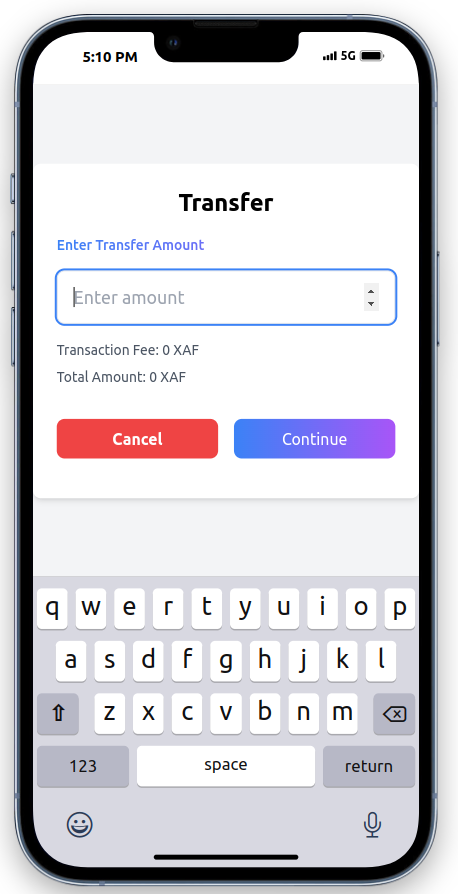 5:10 PM 5G
Transfer
Enter Transfer Amount
Enter amount
Transaction Fee: 0 XAF
Total Amount: 0 XAF
Cancel Continue
q w e r t y u i o p
a s d f g h j k l
z x c v b n m
123 space return